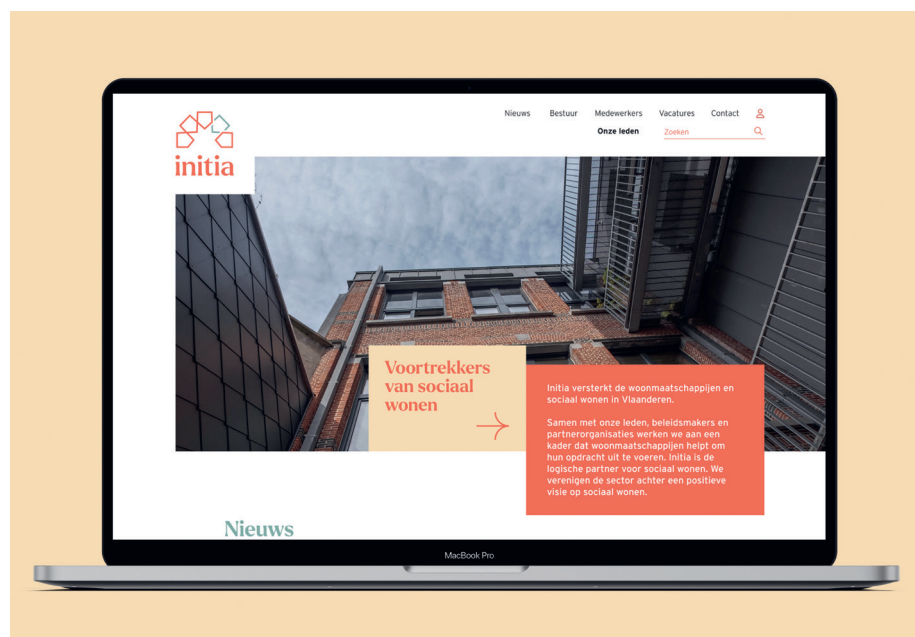 Nieuws Bestuur Medewerkers Vacatures Contact
Onze leden Zoeken
initia
Voortrekkers
van sociaal
wonen
Initia versterkt de woonmaatschappijen en
sociaal wonen in Vlaanderen.
Samen met onze leden, beleidsmakers en
partnerorganisaties werken we aan een
kader dat woonmaatschappijen helpt om
hun opdracht uit te voeren. Initia is de
logische partner voor sociaal wonen. We
verenigen de sector achter een positieve
visie op sociaal wonen.
Nieuws
MacBook Pro